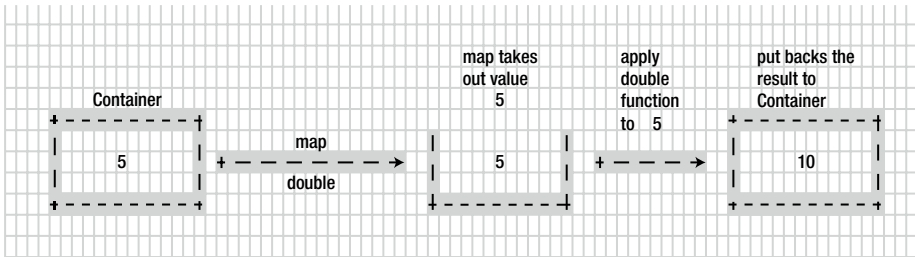 Container
5
map
double
map takes
out value
5
5
apply
double
function
to 5
put backs the
result to
Container
10